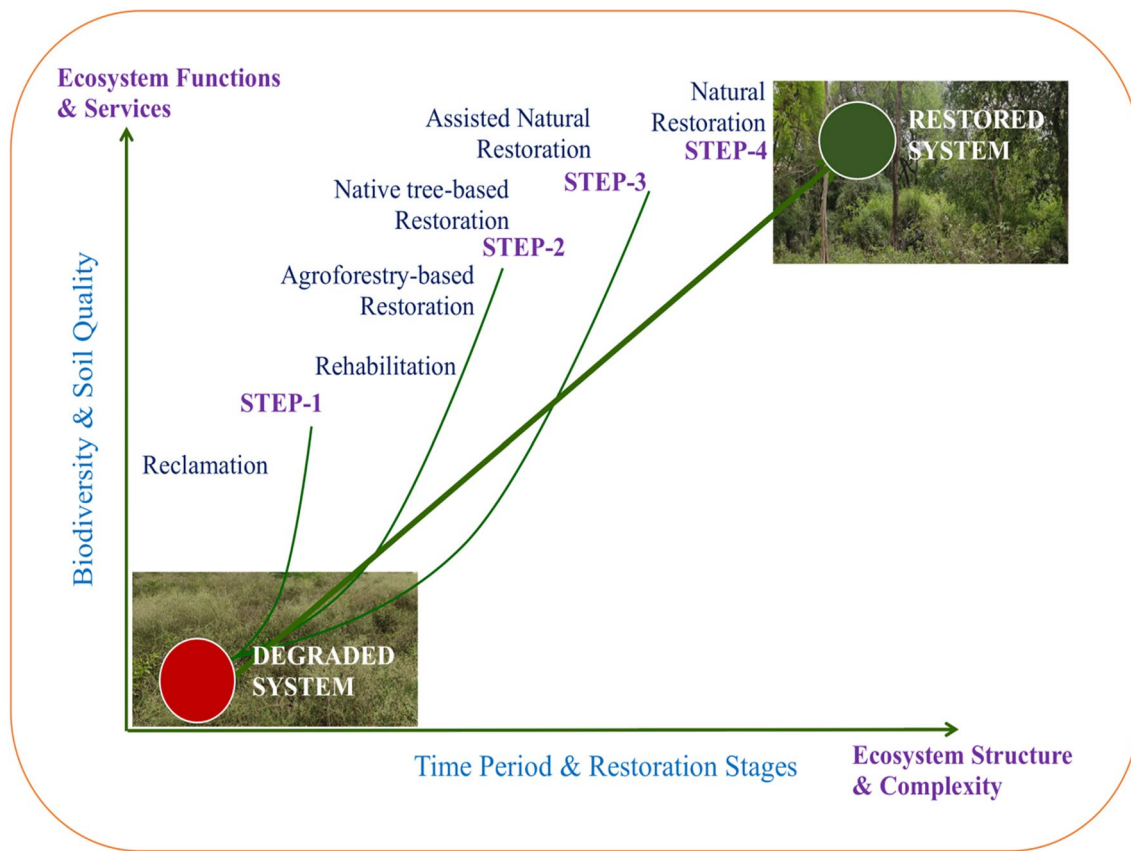 Ecosystem Functions
& Services
Natural
Restoration
STEP-4
RESTORED
SYSTEM
Assisted Natural
Restoration
STEP-3
Native tree-based
Restoration
STEP-2
Agroforestry-based
Restoration
Rehabilitation
STEP-1
Reclamation
Biodiversity & Soil Quality
DEGRADED
SYSTEM
Time Period & Restoration Stages
Ecosystem Structure
& Complexity